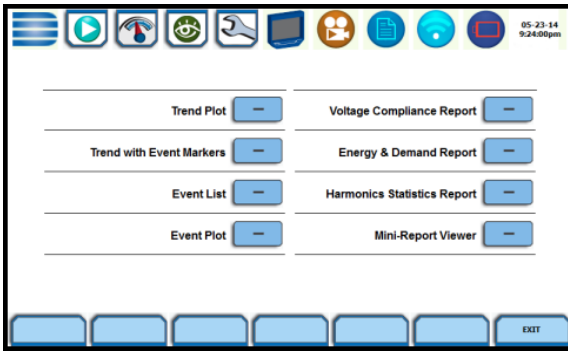 05-23-14
9:24:00pm
Trend Plot
Voltage Compliance Report
Trend with Event Markers
Energy & Demand Report
Event List
Harmonics Statistics Report
Event Plot
Mini-Report Viewer
EXIT